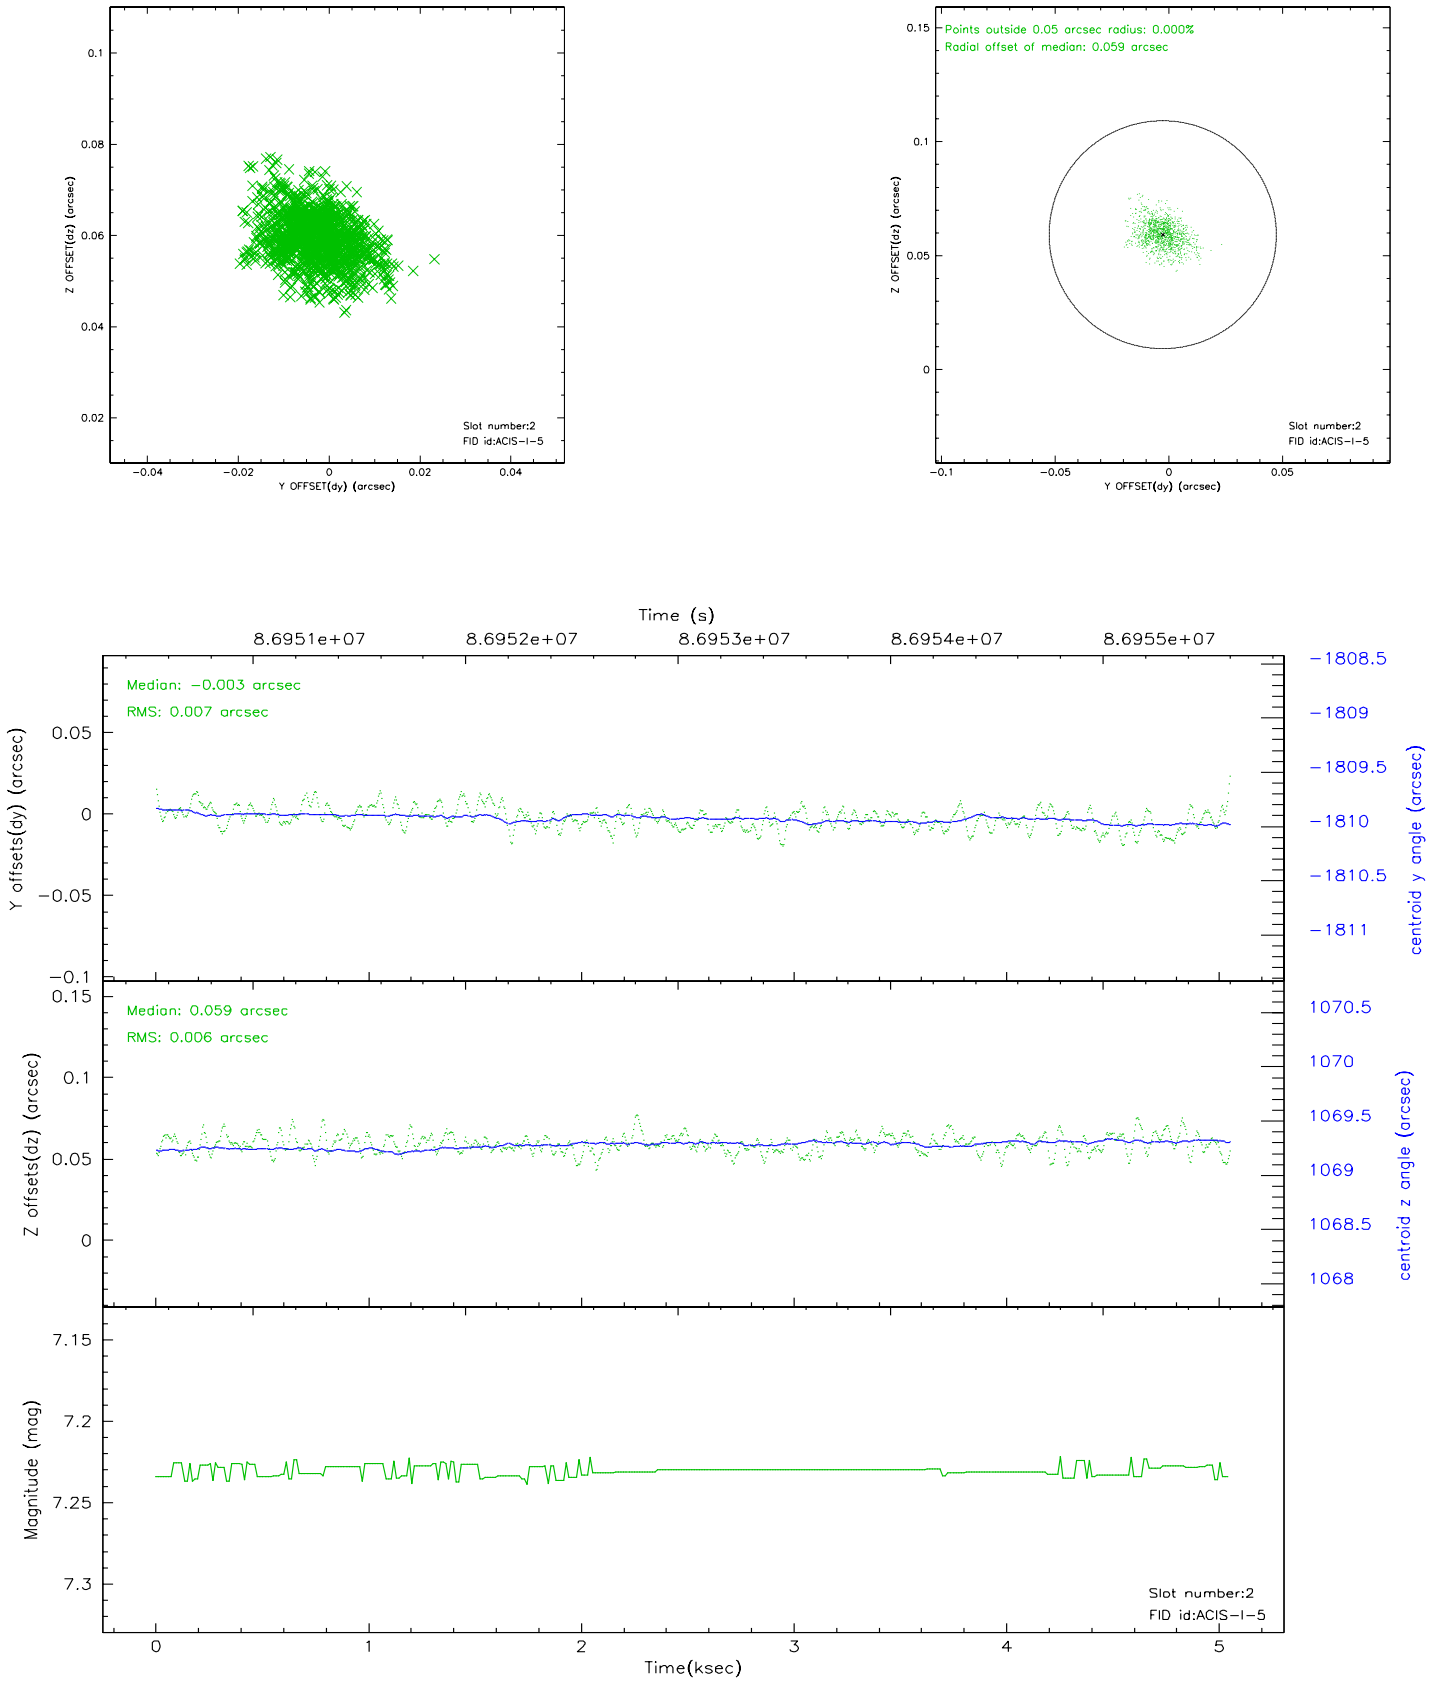 0.1
0.08
0.06
0.04
0.02
Z OFFSET(dz) (arcsec)
Slot number:2
FID id:ACIS-I-5
-0.04 -0.02 0 0.02 0.04
Y OFFSET(dy) (arcsec)
Points outside 0.05 arcsec radius: 0.000%
Radial offset of median: 0.059 arcsec
0.15
0.1
0.05
0
Z OFFSET(dz) (arcsec)
Slot number:2
FID id:ACIS-I-5
-0.1 -0.05 0 0.05
Y OFFSET(dy) (arcsec)
Time (s)
8.6951e+07 8.6952e+07 8.6953e+07 8.6954e+07 8.6955e+07
Median: -0.003 arcsec
RMS: 0.007 arcsec
0.05
0
-0.05
-0.1
Y offsets(dy) (arcsec)
-1808.5
-1809
-1809.5
-1810
-1810.5
-1811
centroid y angle (arcsec)
Median: 0.059 arcsec
RMS: 0.006 arcsec
0.15
0.1
0.05
0
Z offsets(dz) (arcsec)
1070.5
1070
1069.5
1069
1068.5
1068
centroid z angle (arcsec)
7.15
7.2
7.25
7.3
Magnitude (mag)
Slot number:2
FID id:ACIS-I-5
0 1 2 3 4 5
Time(ksec)